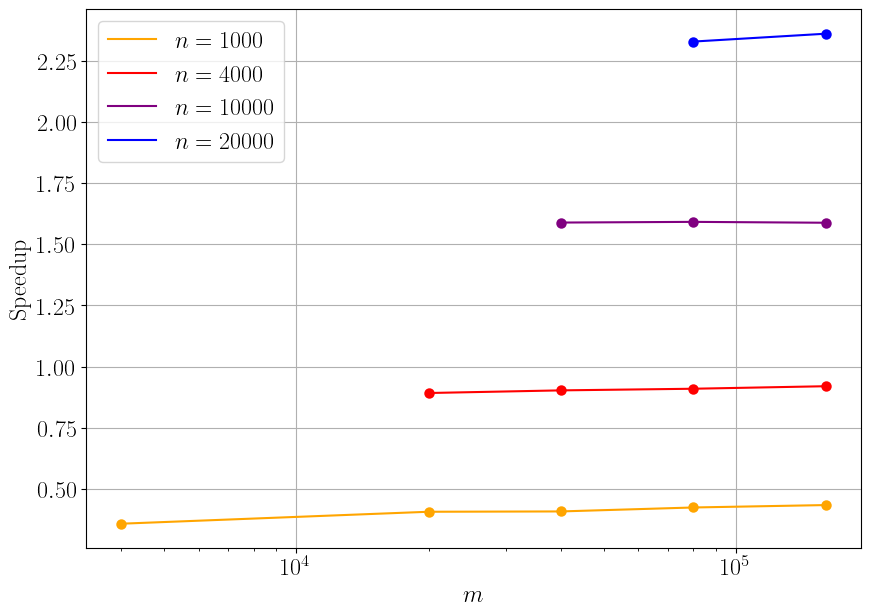 n = 1000
n = 4000
n = 10000
n = 20000
2.25
2.00
1.75
1.50
1.25
1.00
0.75
0.50
Speedup
10^4
10^5
m